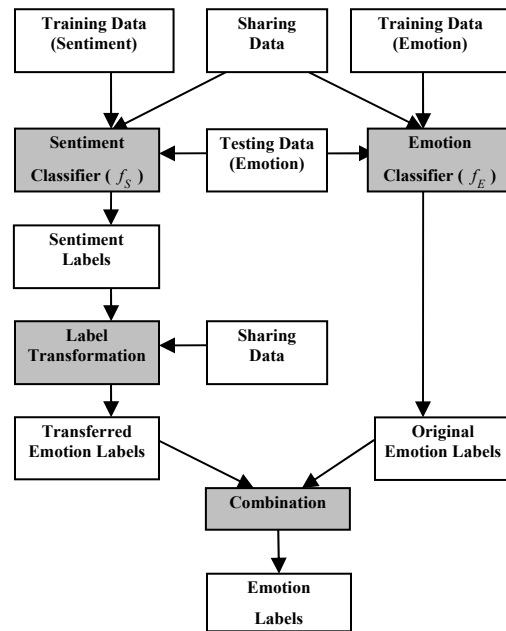 Training Data
(Sentiment)
Sharing
Data
Training Data
(Emotion)
Sentiment
Classifier ( f_S )
Testing Data
(Emotion)
Emotion
Classifier ( f_E )
Sentiment
Labels
Label
Transformation
Sharing
Data
Transferred
Emotion Labels
Original
Emotion Labels
Combination
Emotion
Labels